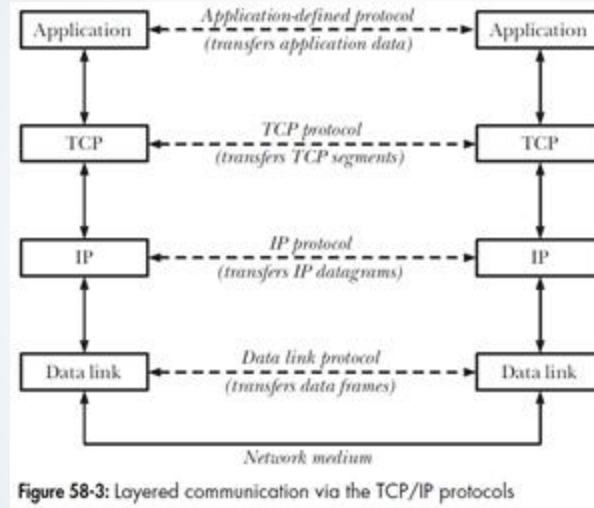 Application
Application-defined protocol
(transfers application data)
Application
TCP
TCP protocol
(transfers TCP segments)
TCP
IP
IP protocol
(transfers IP datagrams)
IP
Data link
Data link protocol
(transfers data frames)
Data link
Network medium
Figure 58-3: Layered communication via the TCP/IP protocols